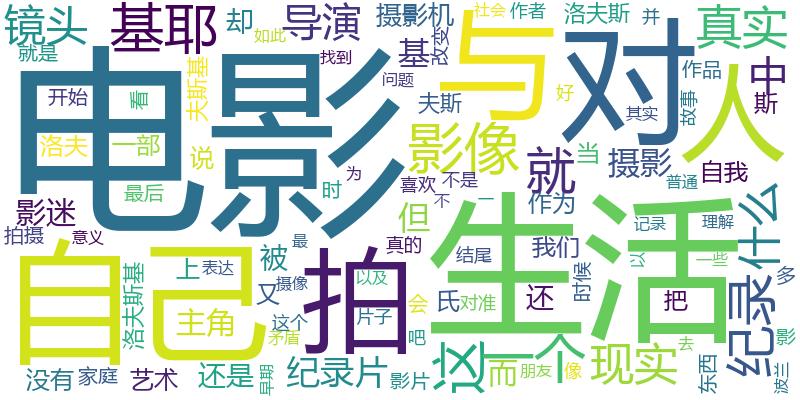 镜头
基耶
却
导演
摄影机
社会
作者
洛夫斯
并
真实
就是
如此
找到
基
改变
与
对
作品
中
开始
看
夫斯基
电影
问题
夫斯
好
其实
故事
斯
人
洛夫
一部
说
影像
当
摄影
最后
时
为
喜欢
不是
就
普通
自我
影迷
但
不
一
作为
记录
理解
什么
拍摄
意义
最
真的
结尾
我们
以
一些
自己
洛夫斯基
上
表达
被
拍
以及
会
氏
对准
生活
还
时候
把
纪录
多
又
摄像
这个
片子
吧
主角
矛盾
这
一个
去
影
没有
家庭
艺术
还是
早期
纪录片
影片
而
朋友
像
现实
东西
波兰